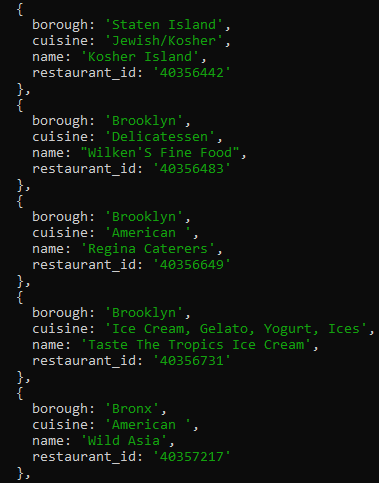 {
borough: 'Staten Island',
cuisine: 'Jewish/Kosher',
name: 'Kosher Island',
restaurant_id: '40356442'
},
{
borough: 'Brooklyn',
cuisine: 'Delicatessen',
name: "Wilken'S Fine Food",
restaurant_id: '40356483'
},
{
borough: 'Brooklyn',
cuisine: 'American ',
name: 'Regina Caterers',
restaurant_id: '40356649'
},
{
borough: 'Brooklyn',
cuisine: 'Ice Cream, Gelato, Yogurt, Ices',
name: 'Taste The Tropics Ice Cream',
restaurant_id: '40356731'
},
{
borough: 'Bronx',
cuisine: 'American ',
name: 'Wild Asia',
restaurant_id: '40357217'
},